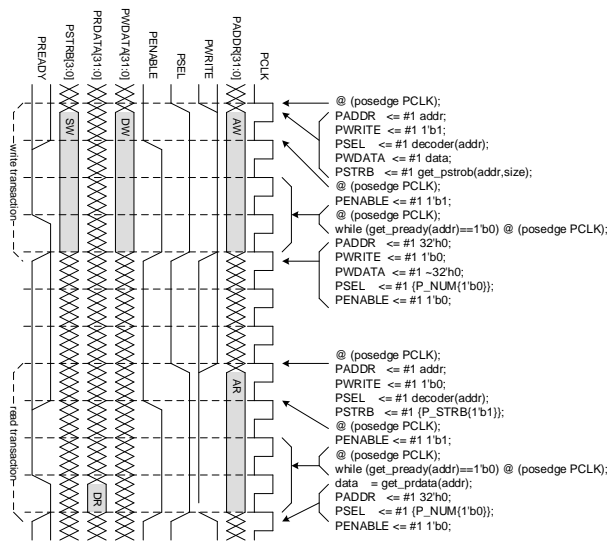 PREADY
PSTRB[3:0]
PRDATA[31:0]
PWDATA[31:0]
PENABLE
PSEL
PWRITE
PADDR[31:0]
PCLK
write transaction
SW
DW
AW
@ (posedge PCLK);
PADDR <= #1 addr;
PWRITE <= #1 1'b1;
PSEL <= #1 decoder(addr);
PWDATA <= #1 data;
PSTRB <= #1 get_pstrob(addr,size);
@ (posedge PCLK);
PENABLE <= #1 1'b1;
@ (posedge PCLK);
while (get_pready(addr)==1'b0) @ (posedge PCLK);
PADDR <= #1 32'h0;
PWRITE <= #1 1'b0;
PWDATA <= #1 ~32'h0;
PSEL <= #1 {P_NUM{1'b0}};
PENABLE <= #1 1'b0;
read transaction
DR
AR
@ (posedge PCLK);
PADDR <= #1 addr;
PWRITE <= #1 1'b0;
PSEL <= #1 decoder(addr);
PSTRB <= #1 {P_STRB{1'b1}};
@ (posedge PCLK);
PENABLE <= #1 1'b1;
@ (posedge PCLK);
while (get_pready(addr)==1'b0) @ (posedge PCLK);
data = get_prdata(addr);
PADDR <= #1 32'h0;
PSEL <= #1 {P_NUM{1'b0}};
PENABLE <= #1 1'b0;